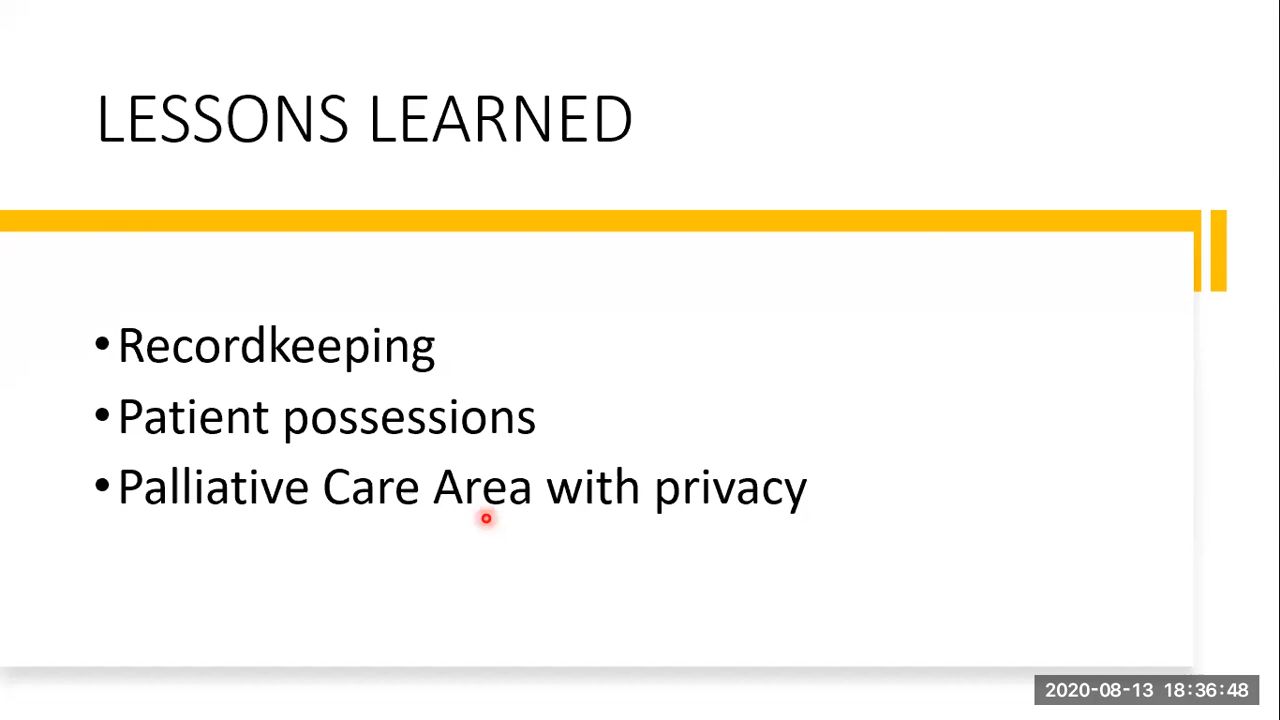 LESSONS LEARNED
•Recordkeeping
•Patient possessions
•Palliative Care Area with privacy
2020-08-13 18:36:48